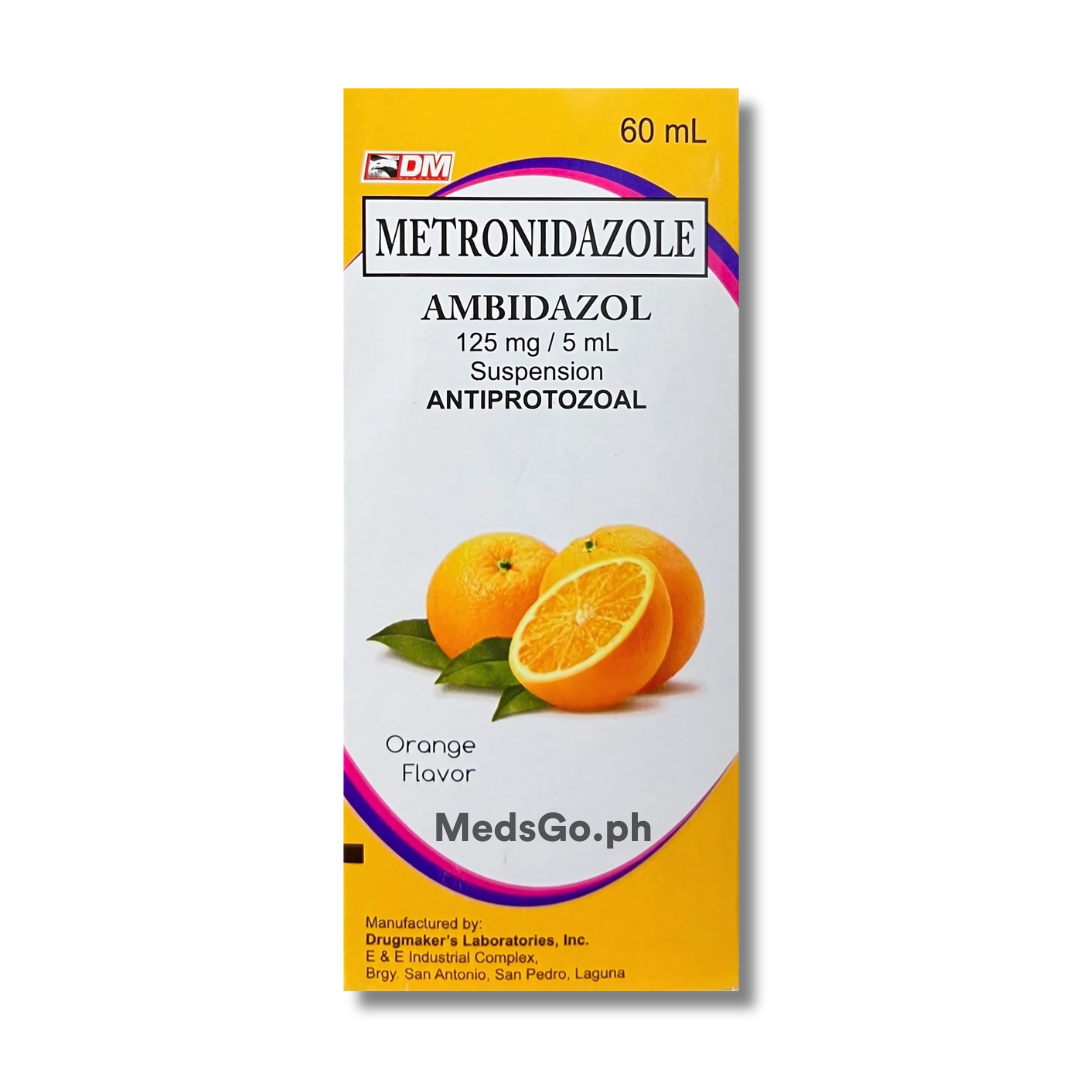 60 mL
DM
METRONIDAZOLE
AMBIDAZOL
125 mg / 5 mL
Suspension
ANTIPROTOZOAL
Orange
Flavor
MedsGo.ph
Manufactured by:
Drugmaker's Laboratories, Inc.
E & E Industrial Complex,
Brgy. San Antonio, San Pedro, Laguna